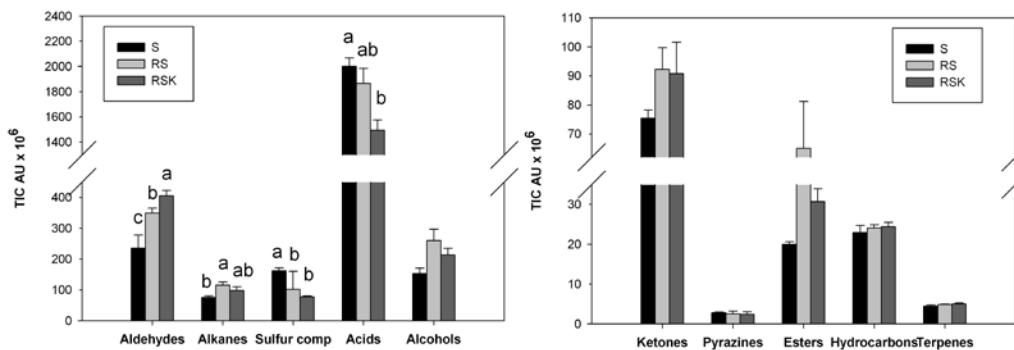 TIC AU x 10⁶
2400
2200
2000
1800
1600
1400
400
300
200
100
0
S
RS
RSK
c
b
a
b
a
ab
a
b
b
a
ab
b
Aldehydes
Alkanes
Sulfur comp
Acids
Alcohols
TIC AU x 10⁶
110
100
90
80
70
30
20
10
0
S
RS
RSK
Ketones
Pyrazines
Esters
Hydrocarbons
Terpenes